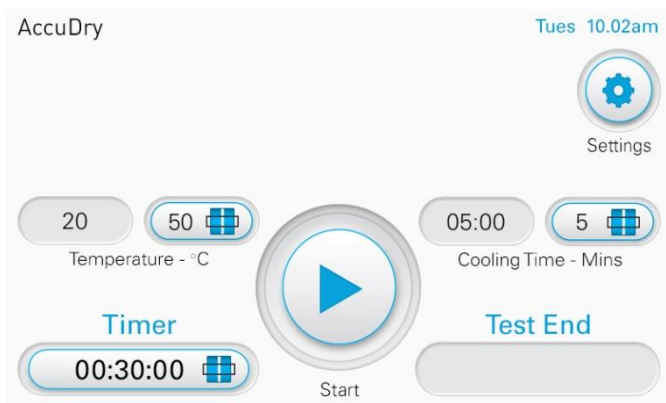 AccuDry
Tues 10.02am
Settings
20
50
05:00
5
Temperature - °C
Cooling Time - Mins
Timer
Test End
00:30:00
Start